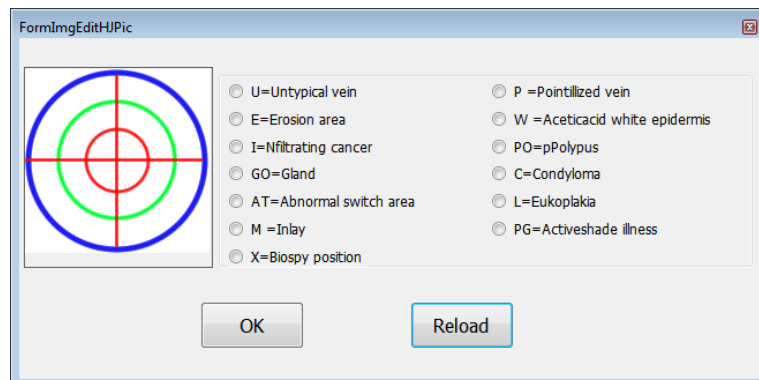 FormImgEditHJPic
U=Untypical vein
E=Erosion area
I=Nfiltrating cancer
GO=Gland
AT=Abnormal switch area
M =Inlay
X=Biospy position
P =Pointillized vein
W =Aceticacid white epidermis
PO=pPolypus
C=Condyloma
L=Eukoplakia
PG=Activeshade illness
OK
Reload